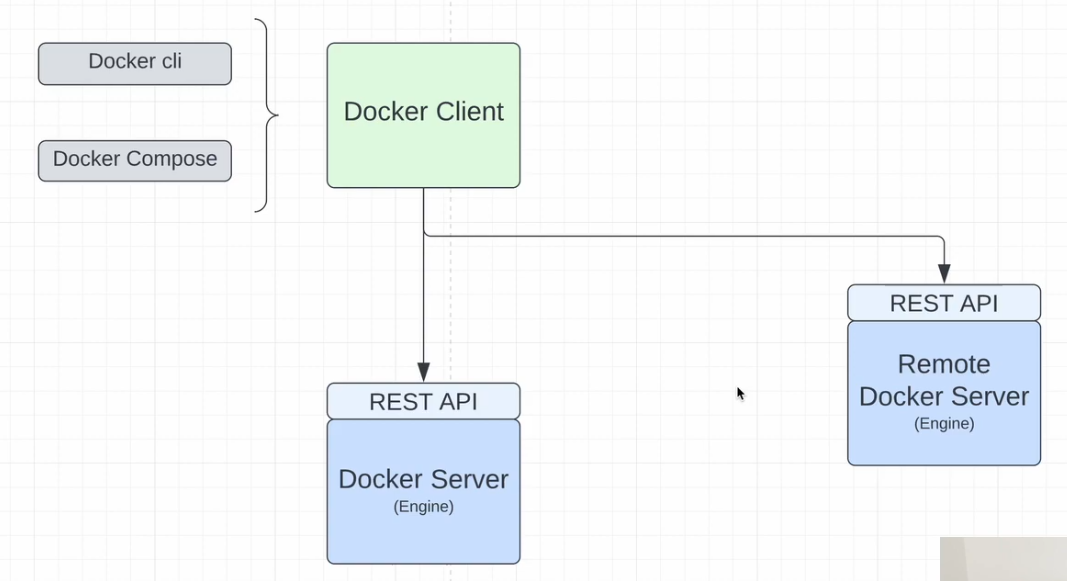 Docker cli
Docker Compose
Docker Client
REST API
Docker Server
(Engine)
REST API
Remote
Docker Server
(Engine)